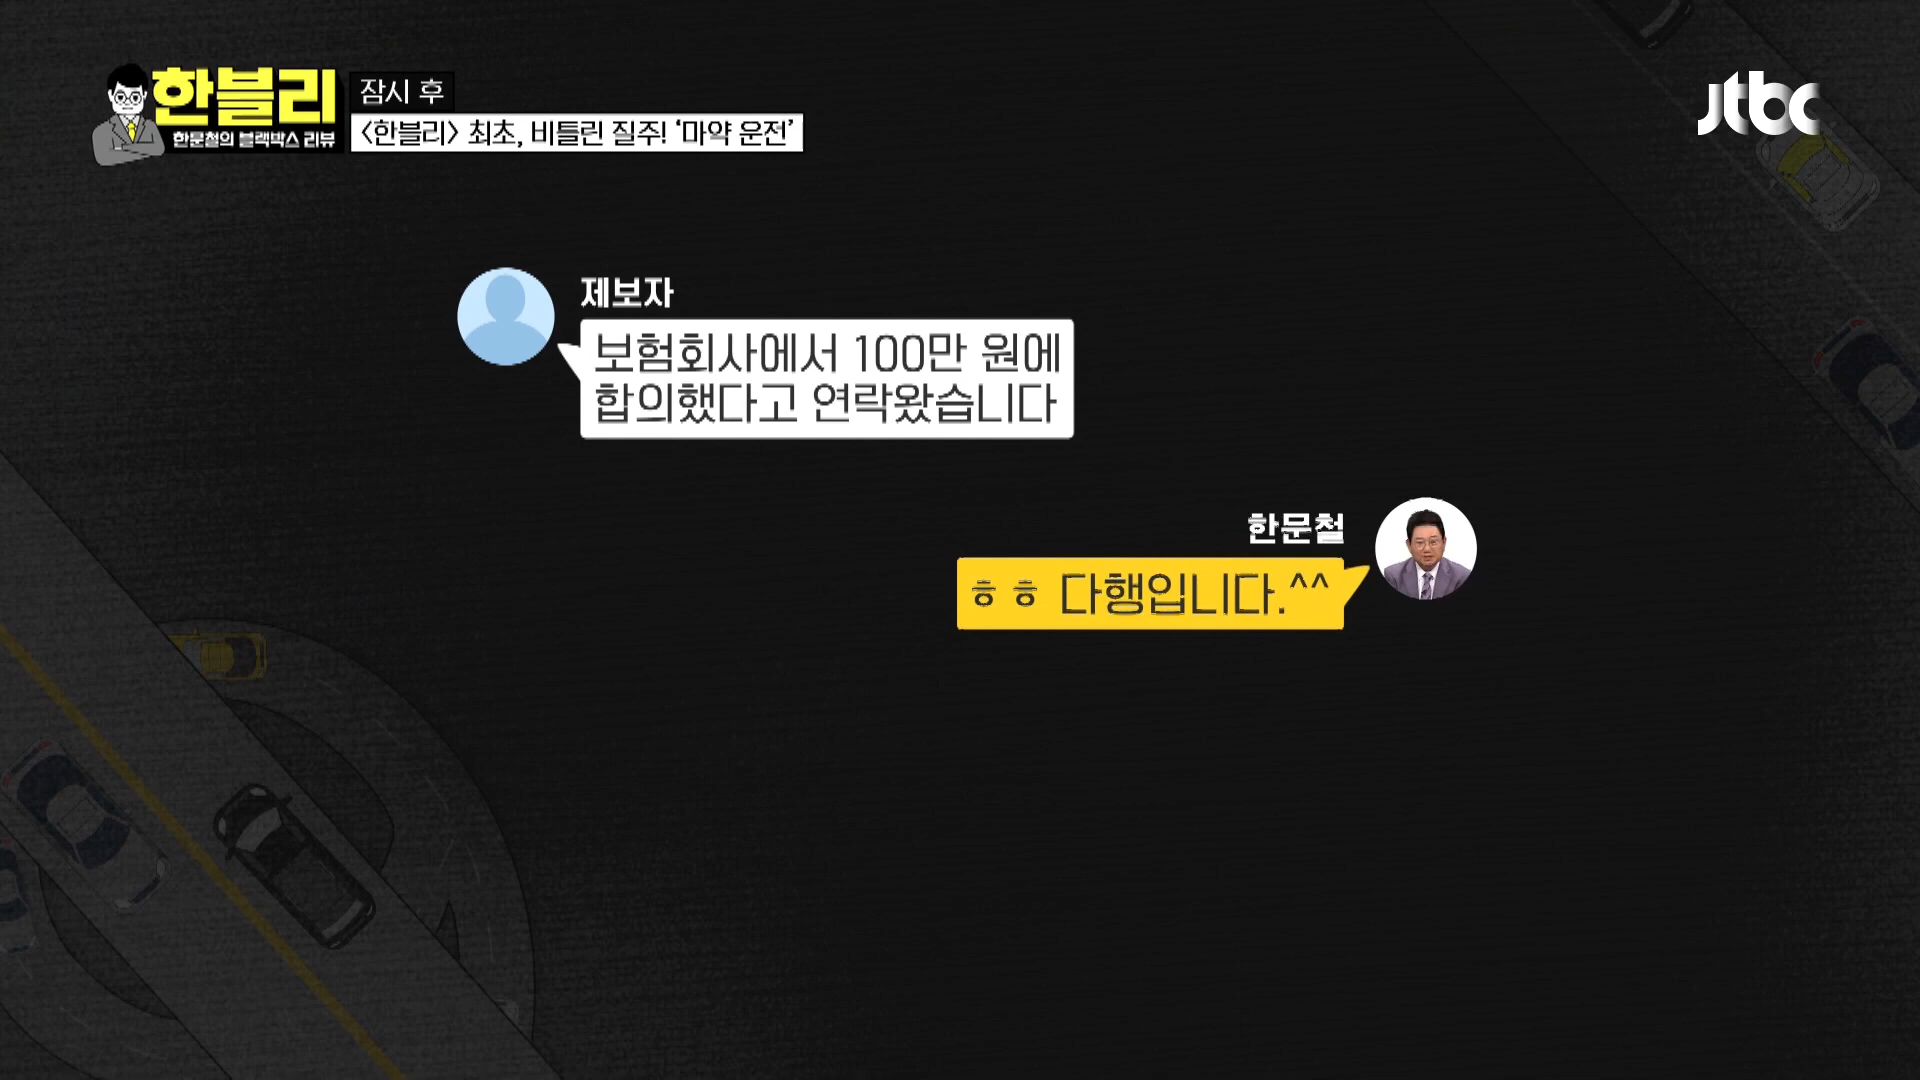 한블리
한문철의 블랙박스 리뷰
잠시 후
<한블리> 최초, 비틀린 질주! ‘마약 운전’
jtbc
제보자
보험회사에서 100만 원에
합의했다고 연락왔습니다
한문철
ㅎㅎ 다행입니다.^^